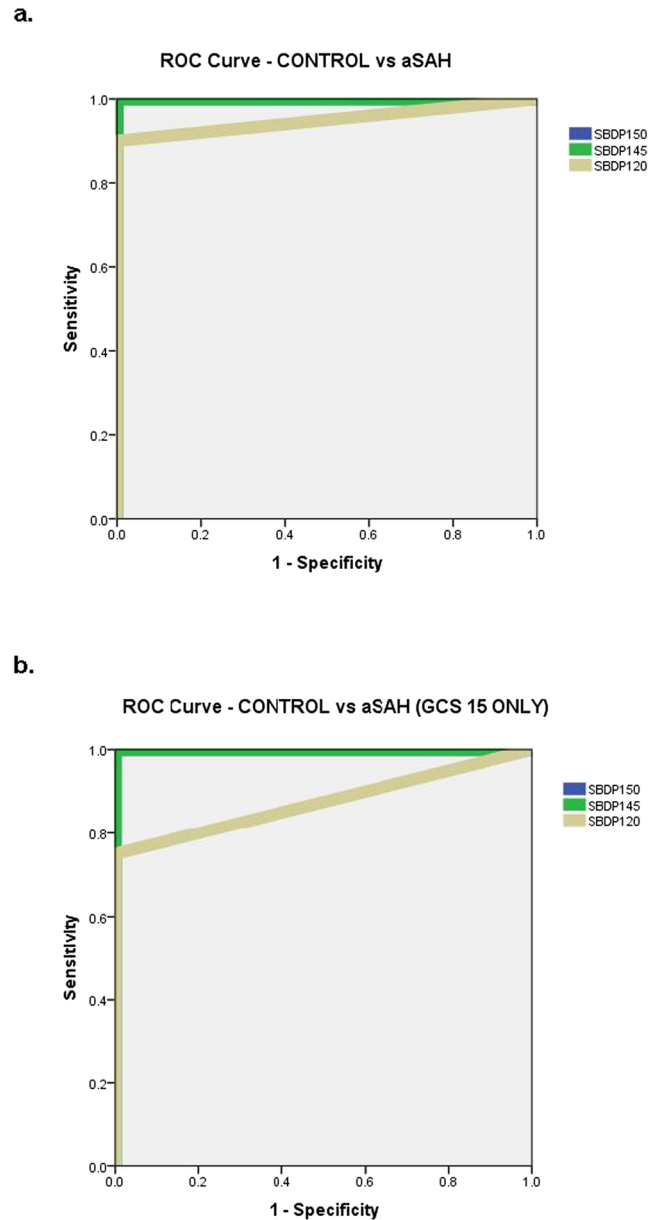 a.
ROC Curve - CONTROL vs aSAH
1.0
0.8
0.6
0.4
0.2
0.0
Sensitivity
0.0 0.2 0.4 0.6 0.8 1.0
1 - Specificity
SBDP150
SBDP145
SBDP120
b.
ROC Curve - CONTROL vs aSAH (GCS 15 ONLY)
1.0
0.8
0.6
0.4
0.2
0.0
Sensitivity
0.0 0.2 0.4 0.6 0.8 1.0
1 - Specificity
SBDP150
SBDP145
SBDP120